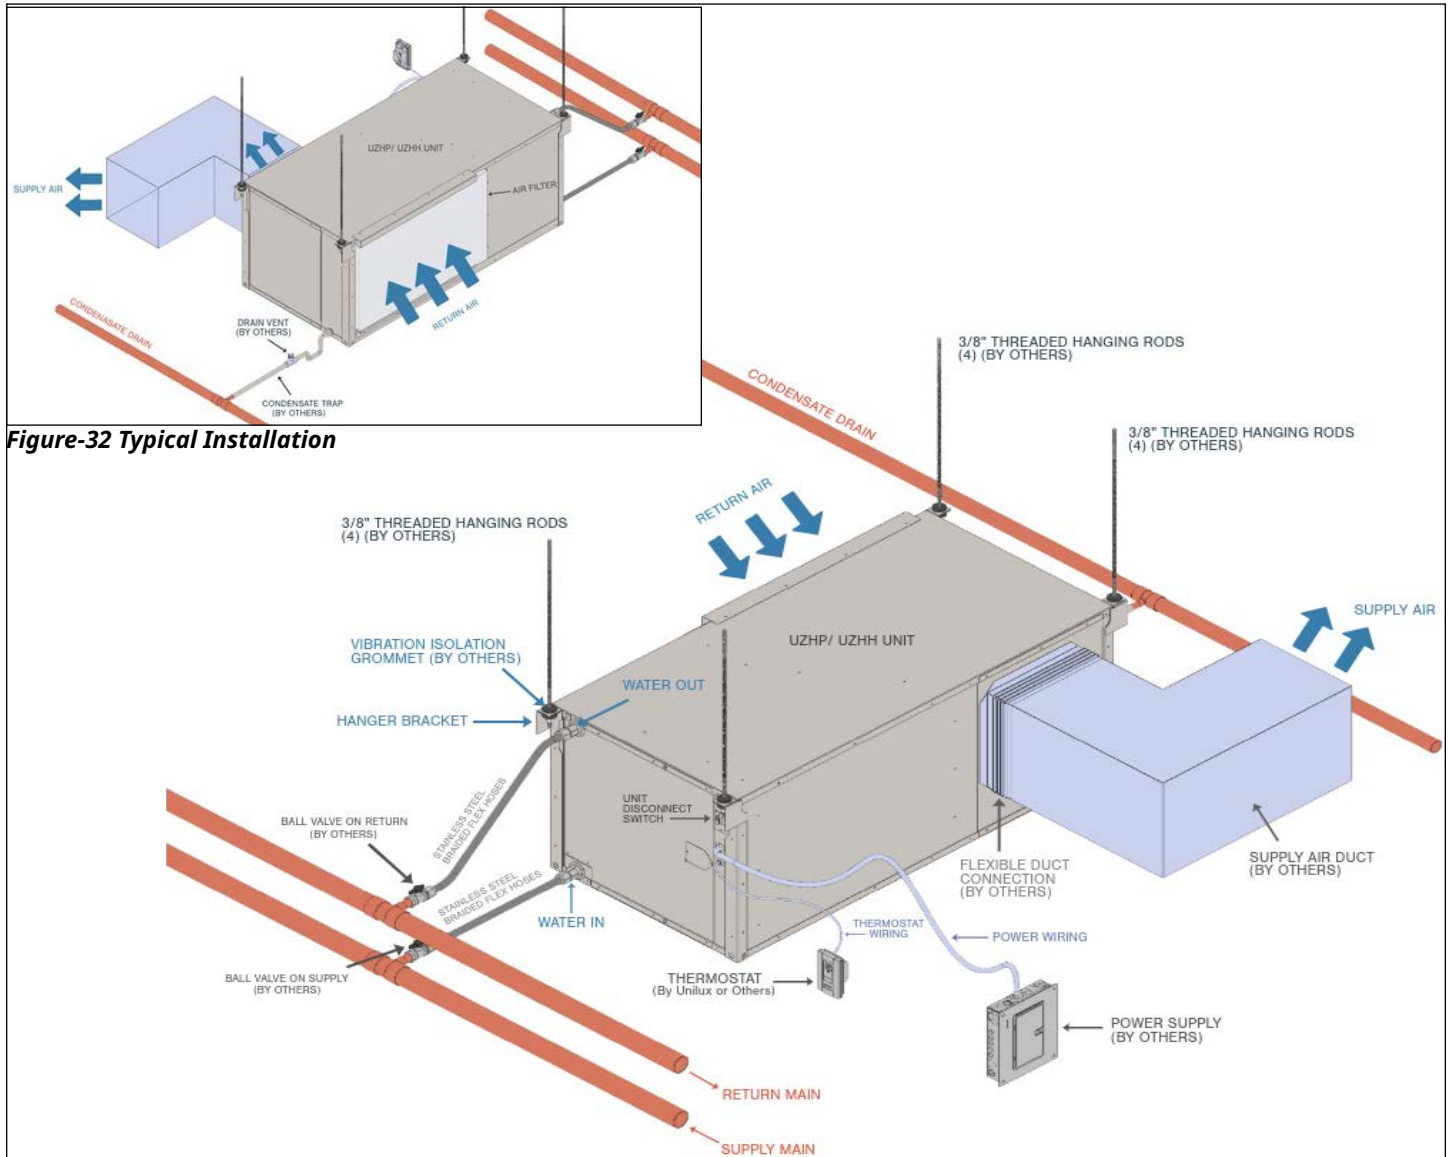 UZHP/ UZHH UNIT
SUPPLY AIR
AIR FILTER
RETURN AIR
CONDENASATE DRAIN
DRAIN VENT
(BY OTHERS)
CONDENSATE TRAP
(BY OTHERS)
Figure-32 Typical Installation
3/8" THREADED HANGING RODS
(4) (BY OTHERS)
CONDENSATE DRAIN
3/8" THREADED HANGING RODS
(4) (BY OTHERS)
RETURN AIR
3/8" THREADED HANGING RODS
(4) (BY OTHERS)
SUPPLY AIR
UZHP/ UZHH UNIT
VIBRATION ISOLATION
GROMMET (BY OTHERS)
WATER OUT
HANGER BRACKET
UNIT
DISCONNECT
SWITCH
STAINLESS STEEL
BRAIDED FLEX HOSES
BALL VALVE ON RETURN
(BY OTHERS)
STAINLESS STEEL
BRAIDED FLEX HOSES
WATER IN
FLEXIBLE DUCT
CONNECTION
(BY OTHERS)
SUPPLY AIR DUCT
(BY OTHERS)
THERMOSTAT
WIRING
POWER WIRING
BALL VALVE ON SUPPLY
(BY OTHERS)
THERMOSTAT
(By Unilux or Others)
POWER SUPPLY
(BY OTHERS)
RETURN MAIN
SUPPLY MAIN